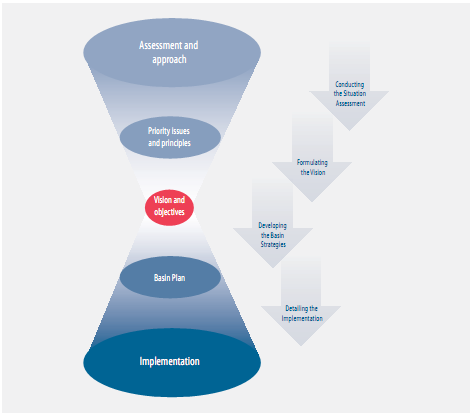 Assessment and
approach
Priority issues
and principles
Vision and
objectives
Basin Plan
Implementation
Conducting
the Situation
Assessment
Formulating
the Vision
Developing
the Basin
Strategies
Detailing the
Implementation